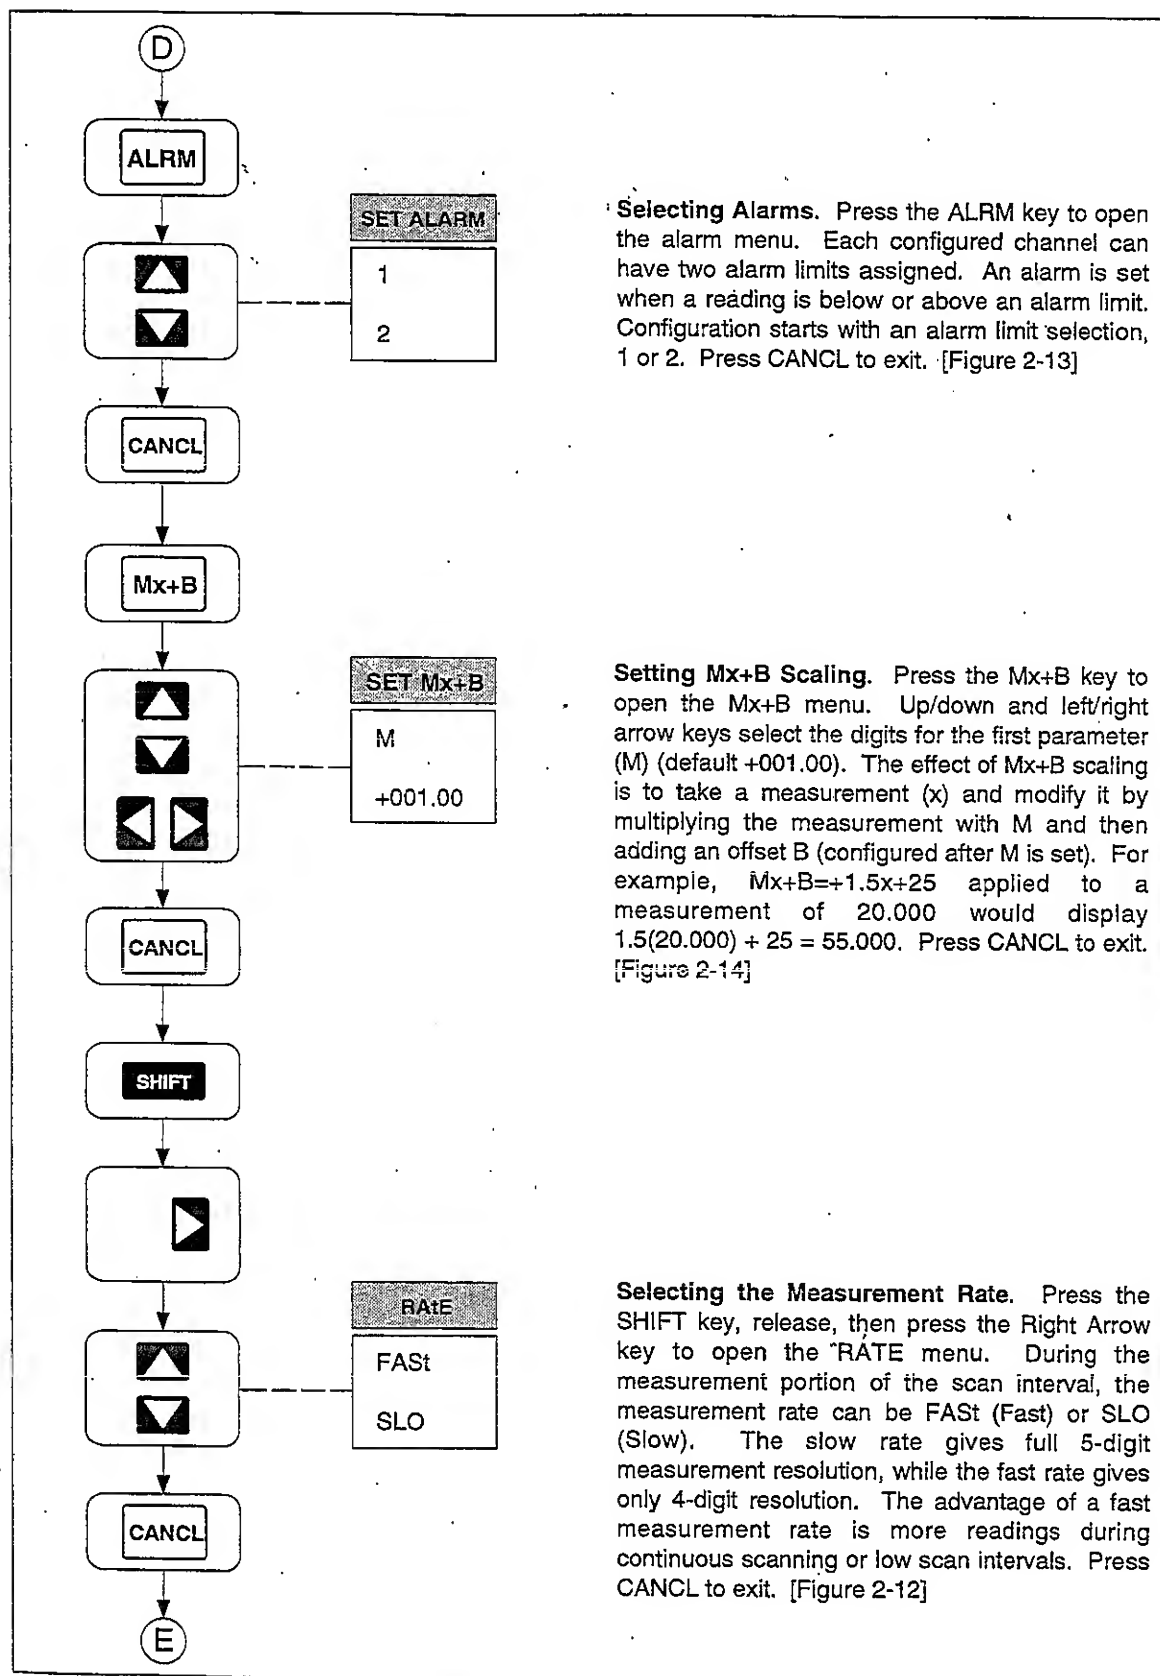 D
ALRM
SET ALARM
1
2
Selecting Alarms. Press the ALRM key to open
the alarm menu. Each configured channel can
have two alarm limits assigned. An alarm is set
when a reading is below or above an alarm limit.
Configuration starts with an alarm limit selection,
1 or 2. Press CANCL to exit. [Figure 2-13]
CANCL
Mx+B
SET Mx+B
M
+001.00
Setting Mx+B Scaling. Press the Mx+B key to
open the Mx+B menu. Up/down and left/right
arrow keys select the digits for the first parameter
(M) (default +001.00). The effect of Mx+B scaling
is to take a measurement (x) and modify it by
multiplying the measurement with M and then
adding an offset B (configured after M is set). For
example, Mx+B=+1.5x+25 applied to a
measurement of 20.000 would display
1.5(20.000) + 25 = 55.000. Press CANCL to exit.
[Figure 2-14]
CANCL
SHIFT
RAtE
FASt
SLO
Selecting the Measurement Rate. Press the
SHIFT key, release, then press the Right Arrow
key to open the RATE menu. During the
measurement portion of the scan interval, the
measurement rate can be FASt (Fast) or SLO
(Slow). The slow rate gives full 5-digit
measurement resolution, while the fast rate gives
only 4-digit resolution. The advantage of a fast
measurement rate is more readings during
continuous scanning or low scan intervals. Press
CANCL to exit. [Figure 2-12]
CANCL
E